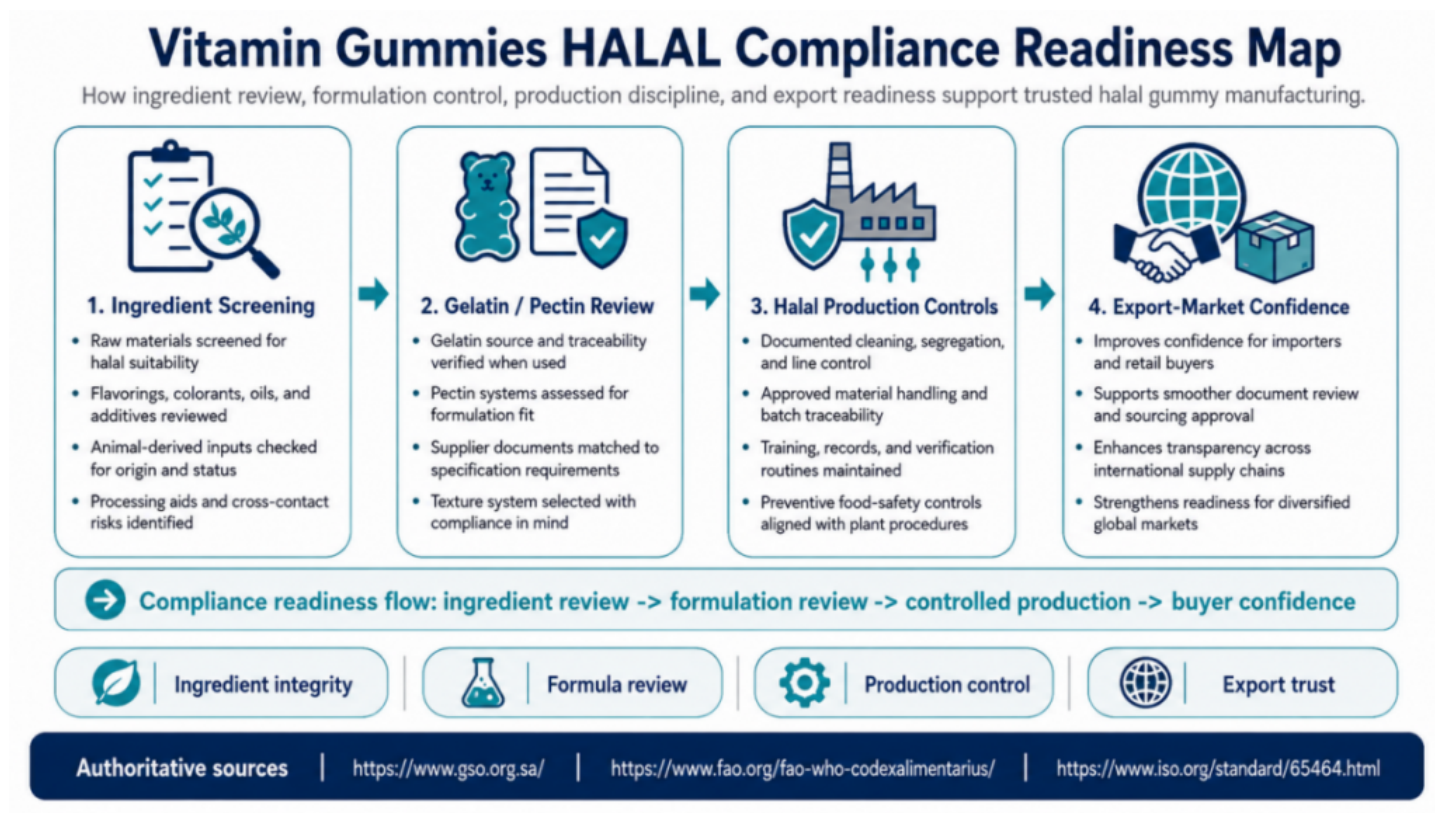 Vitamin Gummies HALAL Compliance Readiness Map
How ingredient review, formulation control, production discipline, and export readiness support trusted halal gummy manufacturing.
1. Ingredient Screening
• Raw materials screened for
halal suitability
• Flavorings, colorants, oils, and
additives reviewed
• Animal-derived inputs checked
for origin and status
• Processing aids and cross-contact
risks identified
2. Gelatin / Pectin Review
• Gelatin source and traceability
verified when used
• Pectin systems assessed for
formulation fit
• Supplier documents matched to
specification requirements
• Texture system selected with
compliance in mind
3. Halal Production Controls
• Documented cleaning, segregation,
and line control
• Approved material handling and
batch traceability
• Training, records, and verification
routines maintained
• Preventive food-safety controls
aligned with plant procedures
4. Export-Market Confidence
• Improves confidence for importers
and retail buyers
• Supports smoother document review
and sourcing approval
• Enhances transparency across
international supply chains
• Strengthens readiness for diversified
global markets
Compliance readiness flow: ingredient review -> formulation review -> controlled production -> buyer confidence
Ingredient integrity
Formula review
Production control
Export trust
Authoritative sources | https://www.gso.org.sa/ | https://www.fao.org/fao-who-codexalimentarius/ | https://www.iso.org/standard/65464.html